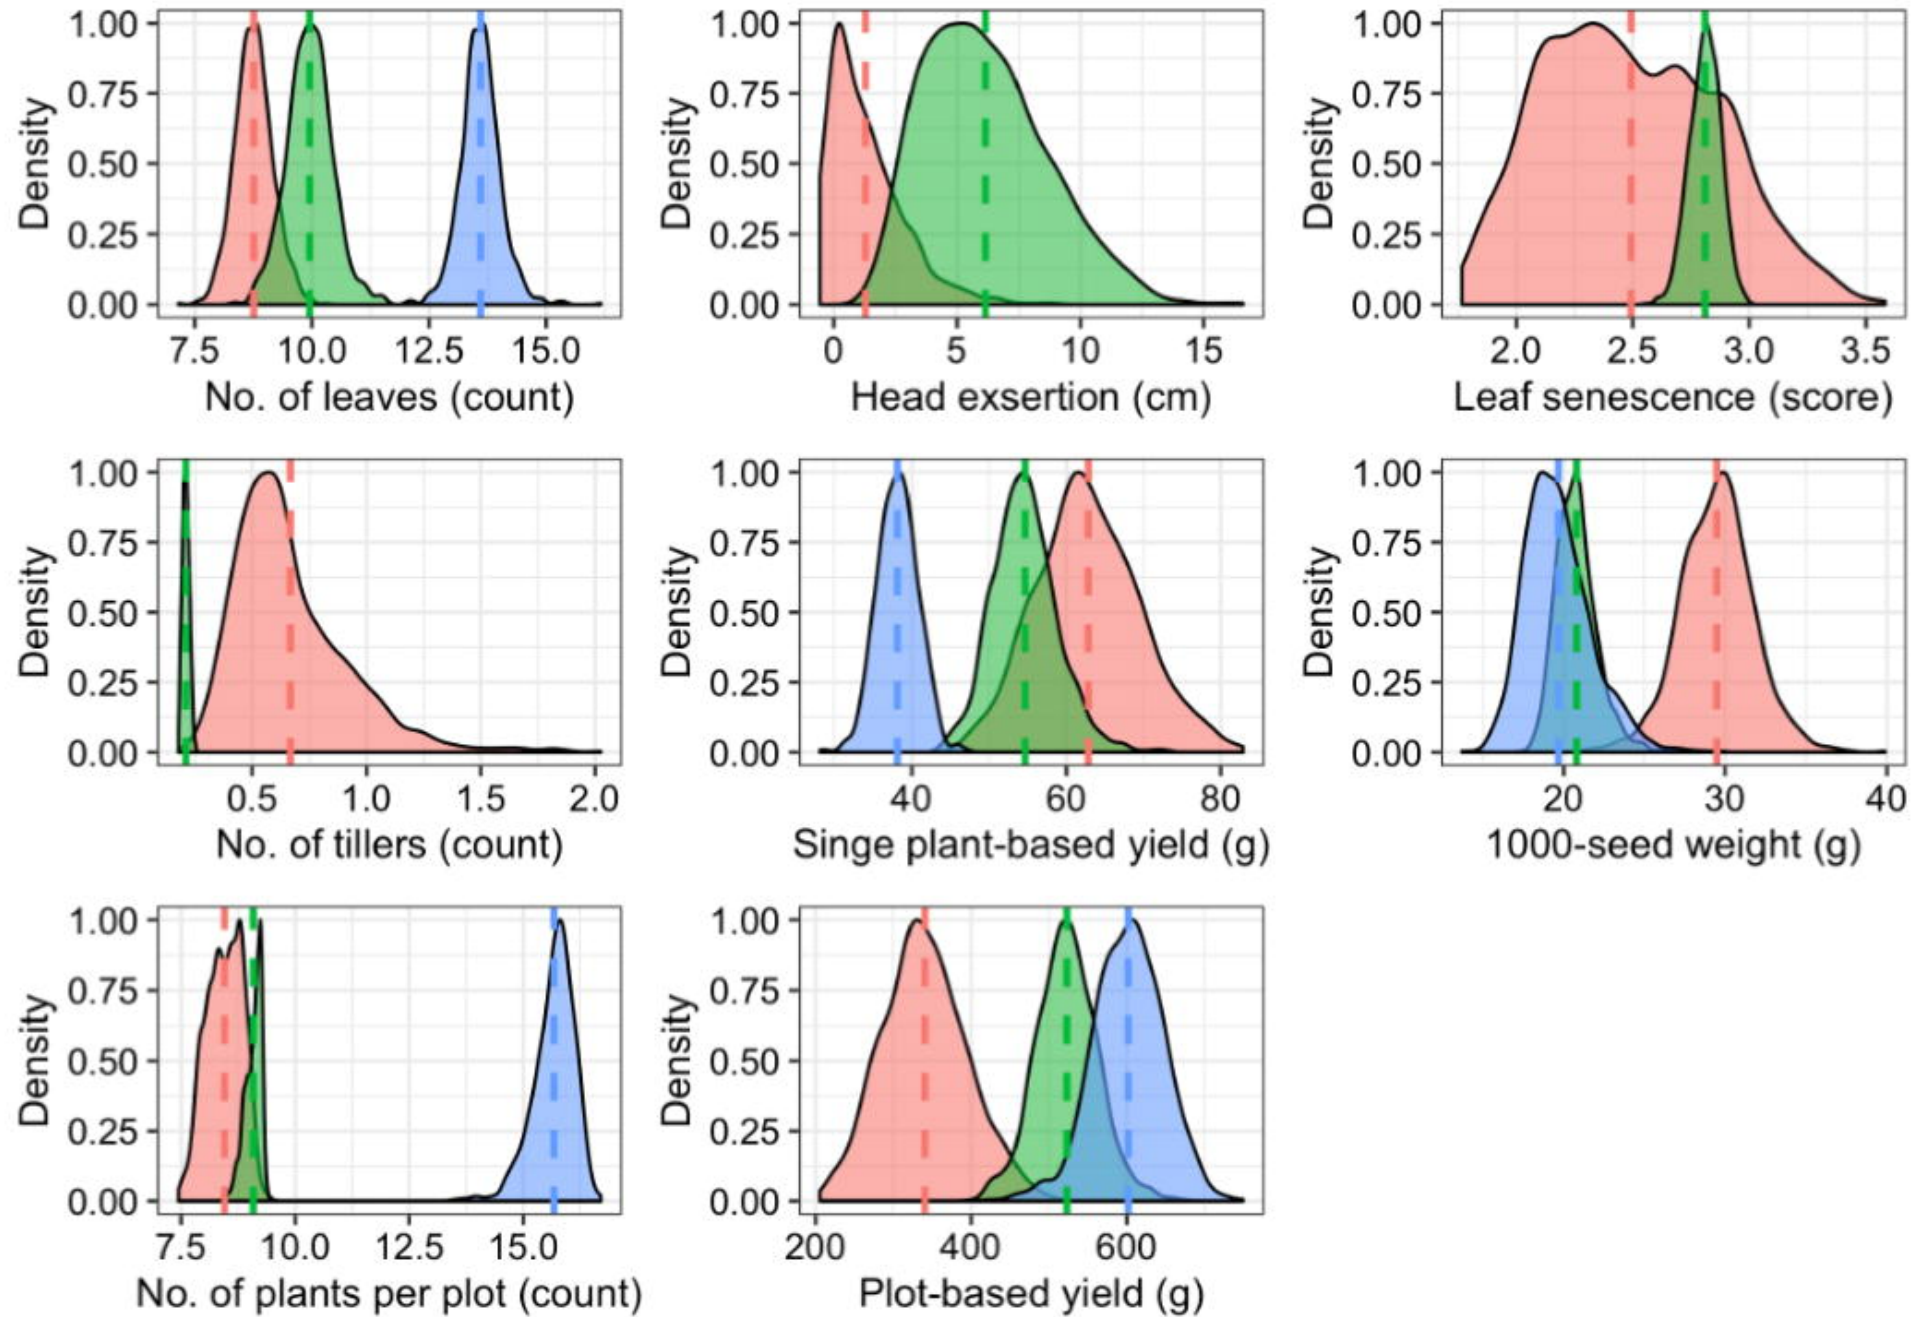 1.00
0.75
0.50
0.25
0.00
Density
7.5 10.0 12.5 15.0
No. of leaves (count)
1.00
0.75
0.50
0.25
0.00
Density
0 5 10 15
Head exsertion (cm)
1.00
0.75
0.50
0.25
0.00
Density
2.0 2.5 3.0 3.5
Leaf senescence (score)
1.00
0.75
0.50
0.25
0.00
Density
0.5 1.0 1.5 2.0
No. of tillers (count)
1.00
0.75
0.50
0.25
0.00
Density
40 60 80
Singe plant-based yield (g)
1.00
0.75
0.50
0.25
0.00
Density
20 30 40
1000-seed weight (g)
1.00
0.75
0.50
0.25
0.00
Density
7.5 10.0 12.5 15.0
No. of plants per plot (count)
1.00
0.75
0.50
0.25
0.00
Density
200 400 600
Plot-based yield (g)